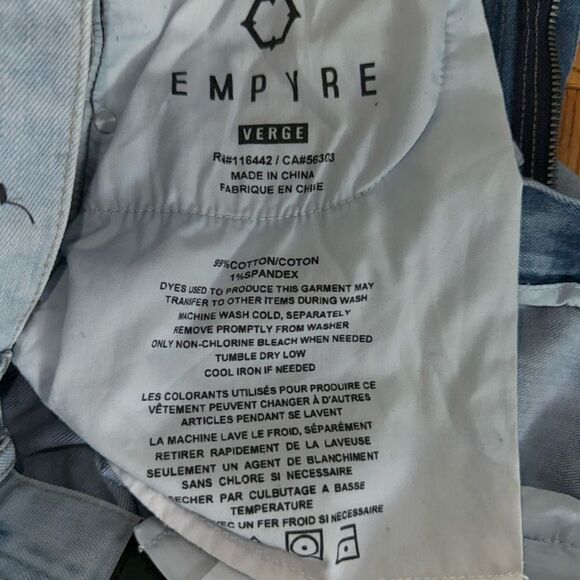 EMPYRE
VERGE
RN#116442 / CA#56303
MADE IN CHINA
FABRIQUE EN CHINE
99%COTTON/COTON
1%SPANDEX
DYES USED TO PRODUCE THIS GARMENT MAY
TRANSFER TO OTHER ITEMS DURING WASH
MACHINE WASH COLD, SEPARATELY
REMOVE PROMPTLY FROM WASHER
ONLY NON-CHLORINE BLEACH WHEN NEEDED
TUMBLE DRY LOW
COOL IRON IF NEEDED
LES COLORANTS UTILISÉS POUR PRODUIRE CE
VÊTEMENT PEUVENT CHANGER À D'AUTRES
ARTICLES PENDANT SE LAVENT
LA MACHINE LAVE LE FROID, SÉPARÉMENT
RETIRER RAPIDEMENT DE LA LAVEUSE
SEULEMENT UN AGENT DE BLANCHIMENT
SANS CHLORE SI NECESSAIRE
SECHER PAR CULBUTAGE A BASSE
TEMPERATURE
AVEC UN FER FROID SI NECESSAIRE